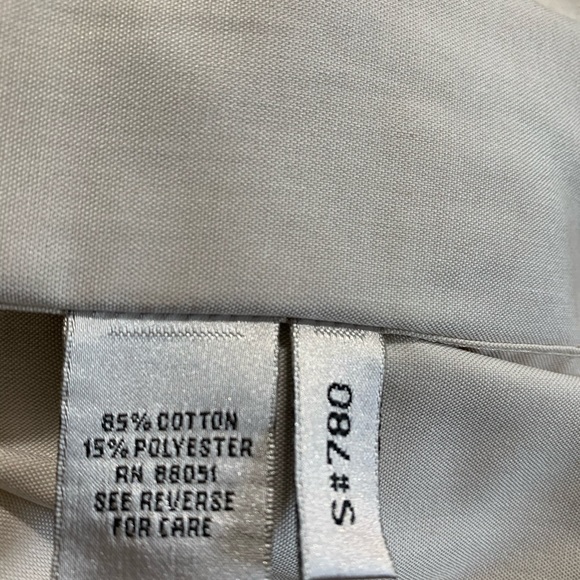 85% COTTON
15% POLYESTER
RN 88051
SEE REVERSE
FOR CARE
S#780